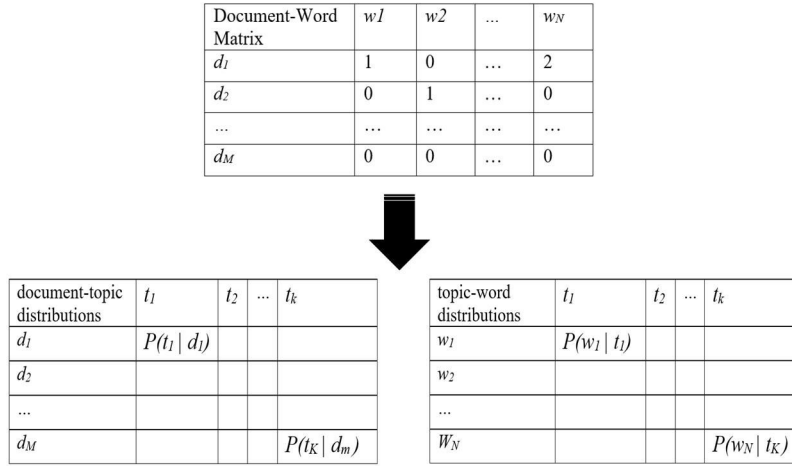 Document-Word Matrix w1 w2 ... wN
d1 1 0 ... 2
d2 0 1 ... 0
... ... ... ... ...
dM 0 0 ... 0
document-topic distributions t1 t2 ... tk
d1 P(t1 | d1)
d2
...
dM P(tK | dm)
topic-word distributions t1 t2 ... tk
w1 P(w1 | t1)
w2
...
WN P(wN | tK)